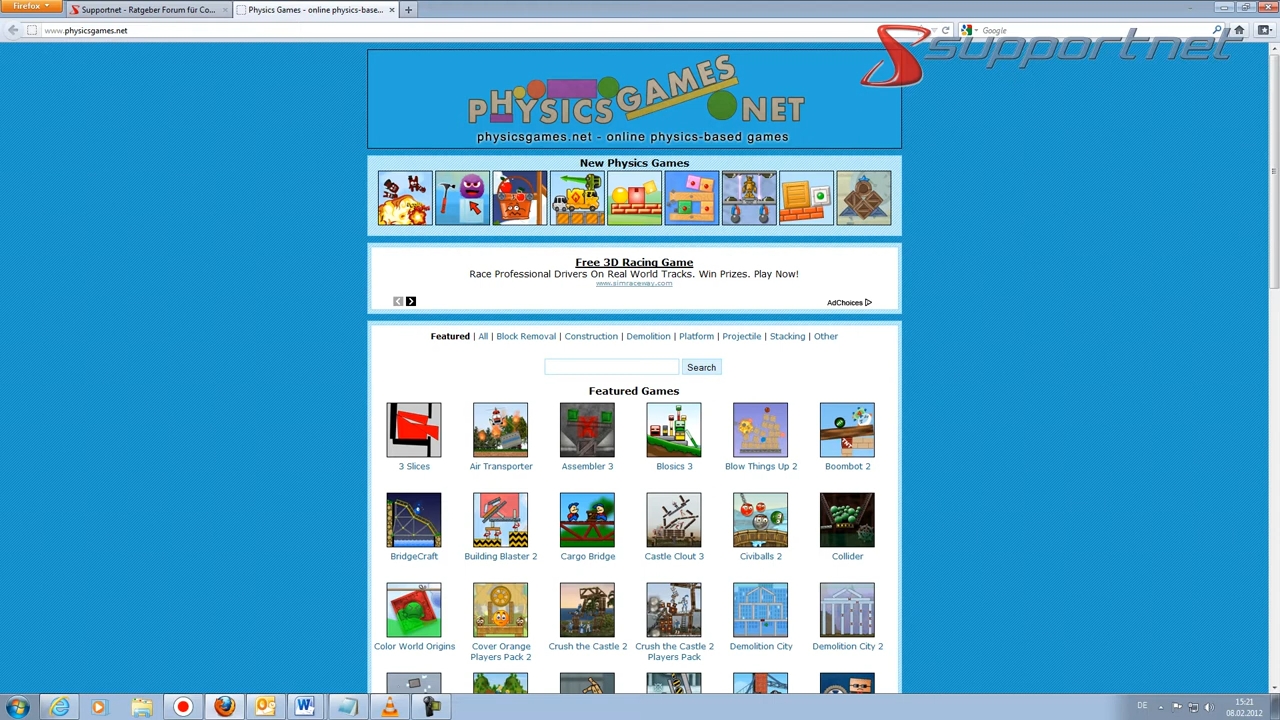 Firefox
Supportnet - Ratgeber Forum für Co...
Physics Games - online physics-base...
www.physicsgames.net
Google
supportnet
PHYSICSGAMES NET
physicsgames.net - online physics-based games
New Physics Games
Free 3D Racing Game
Race Professional Drivers On Real World Tracks. Win Prizes. Play Now!
www.simraceway.com
AdChoices
Featured | All | Block Removal | Construction | Demolition | Platform | Projectile | Stacking | Other
Search
Featured Games
3 Slices
Air Transporter
Assembler 3
Blosics 3
Blow Things Up 2
Boombot 2
BridgeCraft
Building Blaster 2
Cargo Bridge
Castle Clout 3
Civiballs 2
Collider
Color World Origins
Cover Orange
Players Pack 2
Crush the Castle 2
Crush the Castle 2
Players Pack
Demolition City
Demolition City 2
DE
15:21
08.02.2012